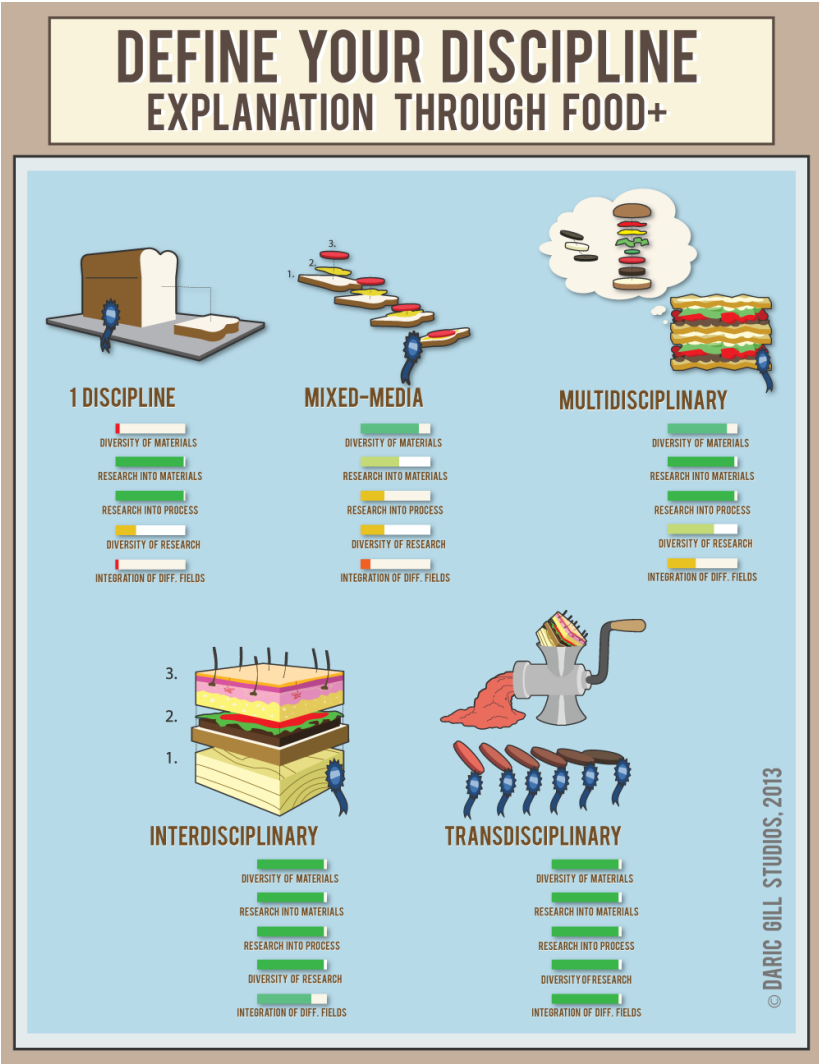 DEFINE YOUR DISCIPLINE
EXPLANATION THROUGH FOOD+
3.
2.
1.
1 DISCIPLINE
DIVERSITY OF MATERIALS
RESEARCH INTO MATERIALS
RESEARCH INTO PROCESS
DIVERSITY OF RESEARCH
INTEGRATION OF DIFF. FIELDS
MIXED-MEDIA
DIVERSITY OF MATERIALS
RESEARCH INTO MATERIALS
RESEARCH INTO PROCESS
DIVERSITY OF RESEARCH
INTEGRATION OF DIFF. FIELDS
MULTIDISCIPLINARY
DIVERSITY OF MATERIALS
RESEARCH INTO MATERIALS
RESEARCH INTO PROCESS
DIVERSITY OF RESEARCH
INTEGRATION OF DIFF. FIELDS
3.
2.
1.
INTERDISCIPLINARY
DIVERSITY OF MATERIALS
RESEARCH INTO MATERIALS
RESEARCH INTO PROCESS
DIVERSITY OF RESEARCH
INTEGRATION OF DIFF. FIELDS
TRANSDISCIPLINARY
DIVERSITY OF MATERIALS
RESEARCH INTO MATERIALS
RESEARCH INTO PROCESS
DIVERSITY OF RESEARCH
INTEGRATION OF DIFF. FIELDS
© DARIC GILL STUDIOS, 2013